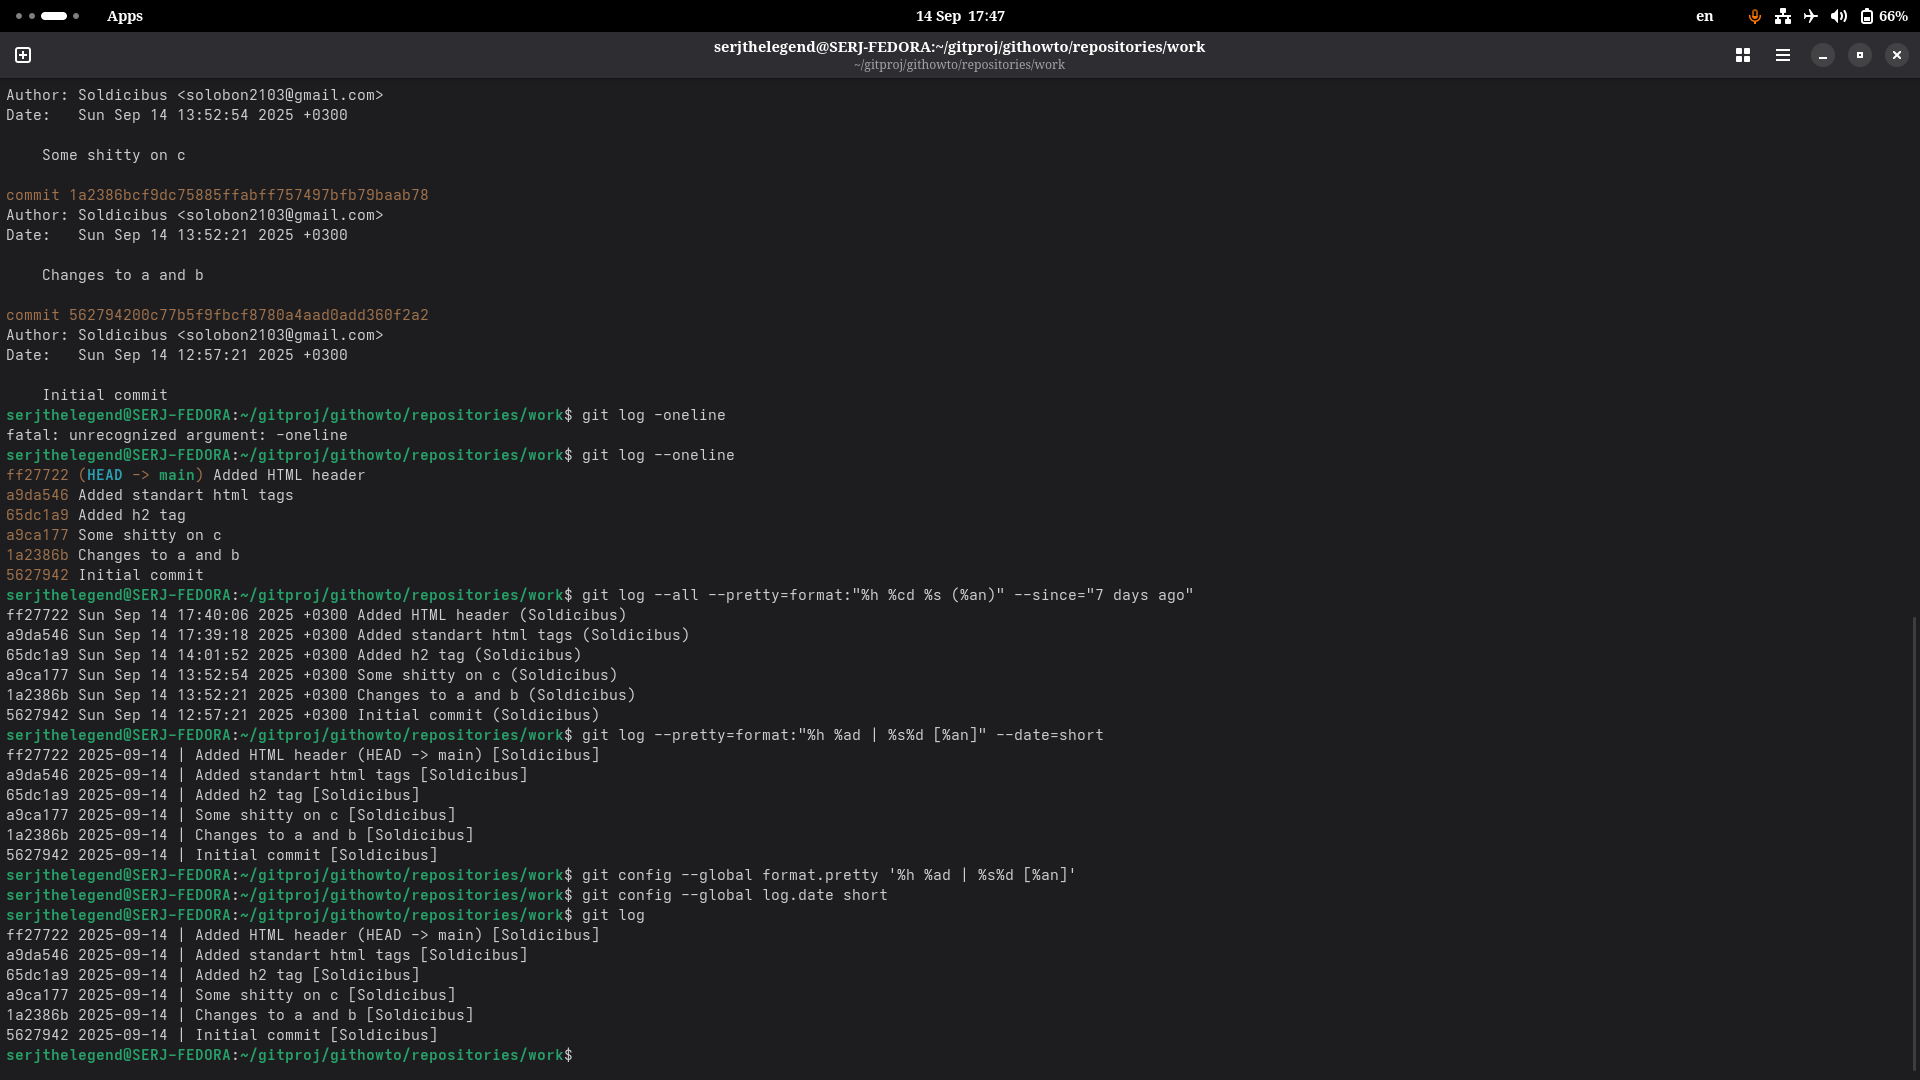 Apps
14 Sep 17:47
en
66%
serjthelegend@SERJ-FEDORA:~/gitproj/githowto/repositories/work
~/gitproj/githowto/repositories/work
Author: Soldicibus <solobon2103@gmail.com>
Date:   Sun Sep 14 13:52:54 2025 +0300
    Some shitty on c
commit 1a2386bcf9dc75885ffabff757497bfb79baab78
Author: Soldicibus <solobon2103@gmail.com>
Date:   Sun Sep 14 13:52:21 2025 +0300
    Changes to a and b
commit 562794200c77b5f9fbcf8780a4aad0add360f2a2
Author: Soldicibus <solobon2103@gmail.com>
Date:   Sun Sep 14 12:57:21 2025 +0300
    Initial commit
serjthelegend@SERJ-FEDORA:~/gitproj/githowto/repositories/work$ git log -oneline
fatal: unrecognized argument: -oneline
serjthelegend@SERJ-FEDORA:~/gitproj/githowto/repositories/work$ git log --oneline
ff27722 (HEAD -> main) Added HTML header
a9da546 Added standart html tags
65dc1a9 Added h2 tag
a9ca177 Some shitty on c
1a2386b Changes to a and b
5627942 Initial commit
serjthelegend@SERJ-FEDORA:~/gitproj/githowto/repositories/work$ git log --all --pretty=format:"%h %cd %s (%an)" --since="7 days ago"
ff27722 Sun Sep 14 17:40:06 2025 +0300 Added HTML header (Soldicibus)
a9da546 Sun Sep 14 17:39:18 2025 +0300 Added standart html tags (Soldicibus)
65dc1a9 Sun Sep 14 14:01:52 2025 +0300 Added h2 tag (Soldicibus)
a9ca177 Sun Sep 14 13:52:54 2025 +0300 Some shitty on c (Soldicibus)
1a2386b Sun Sep 14 13:52:21 2025 +0300 Changes to a and b (Soldicibus)
5627942 Sun Sep 14 12:57:21 2025 +0300 Initial commit (Soldicibus)
serjthelegend@SERJ-FEDORA:~/gitproj/githowto/repositories/work$ git log --pretty=format:"%h %ad | %s%d [%an]" --date=short
ff27722 2025-09-14 | Added HTML header (HEAD -> main) [Soldicibus]
a9da546 2025-09-14 | Added standart html tags [Soldicibus]
65dc1a9 2025-09-14 | Added h2 tag [Soldicibus]
a9ca177 2025-09-14 | Some shitty on c [Soldicibus]
1a2386b 2025-09-14 | Changes to a and b [Soldicibus]
5627942 2025-09-14 | Initial commit [Soldicibus]
serjthelegend@SERJ-FEDORA:~/gitproj/githowto/repositories/work$ git config --global format.pretty '%h %ad | %s%d [%an]'
serjthelegend@SERJ-FEDORA:~/gitproj/githowto/repositories/work$ git config --global log.date short
serjthelegend@SERJ-FEDORA:~/gitproj/githowto/repositories/work$ git log
ff27722 2025-09-14 | Added HTML header (HEAD -> main) [Soldicibus]
a9da546 2025-09-14 | Added standart html tags [Soldicibus]
65dc1a9 2025-09-14 | Added h2 tag [Soldicibus]
a9ca177 2025-09-14 | Some shitty on c [Soldicibus]
1a2386b 2025-09-14 | Changes to a and b [Soldicibus]
5627942 2025-09-14 | Initial commit [Soldicibus]
serjthelegend@SERJ-FEDORA:~/gitproj/githowto/repositories/work$